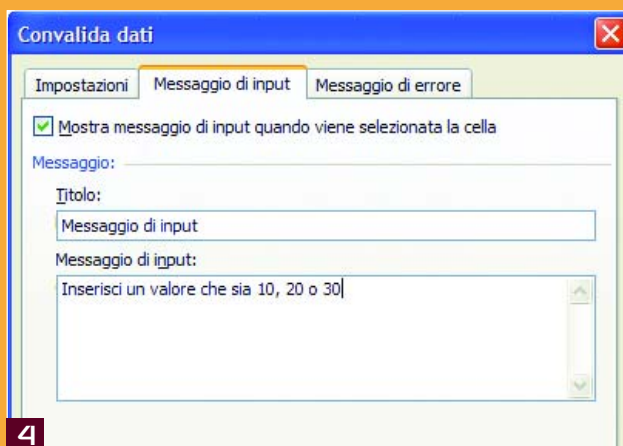 Convalida dati
Impostazioni Messaggio di input Messaggio di errore
Mostra messaggio di input quando viene selezionata la cella
Messaggio:
Titolo:
Messaggio di input
Messaggio di input:
Inserisci un valore che sia 10, 20 o 30
4